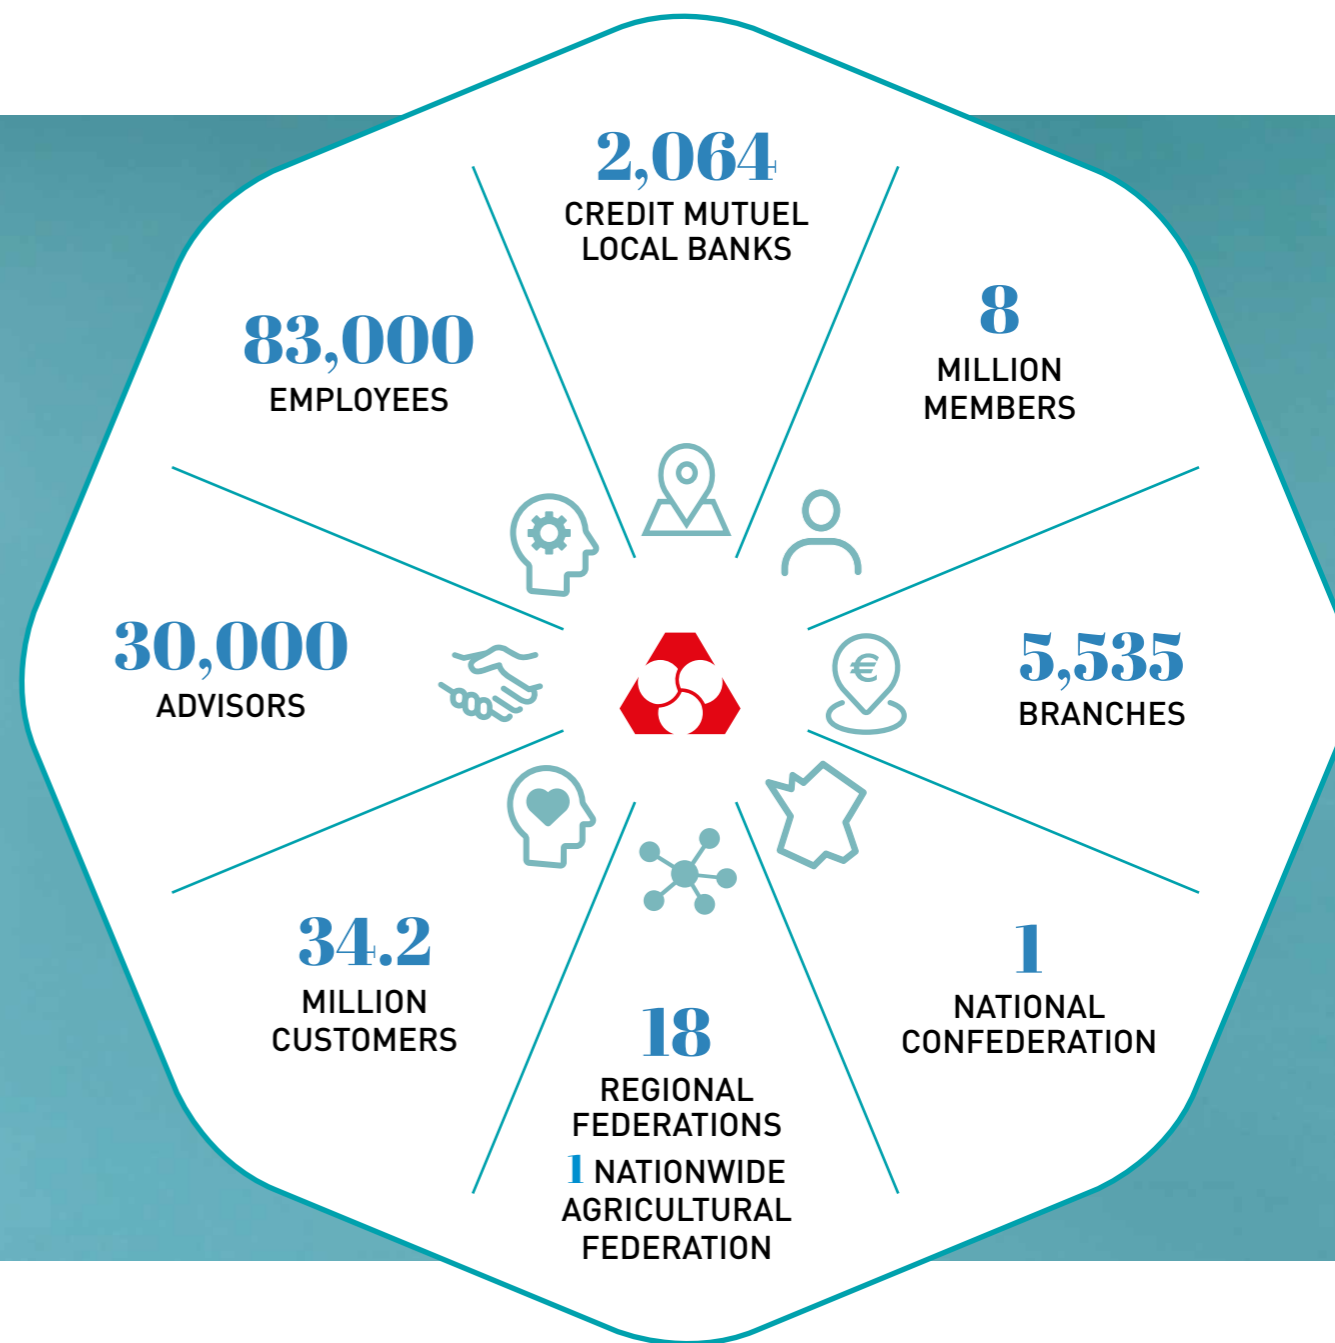 2,064
CREDIT MUTUEL
LOCAL BANKS
8
MILLION
MEMBERS
5,535
BRANCHES
1
NATIONAL
CONFEDERATION
18
REGIONAL
FEDERATIONS
1 NATIONWIDE
AGRICULTURAL
FEDERATION
34.2
MILLION
CUSTOMERS
30,000
ADVISORS
83,000
EMPLOYEES
€